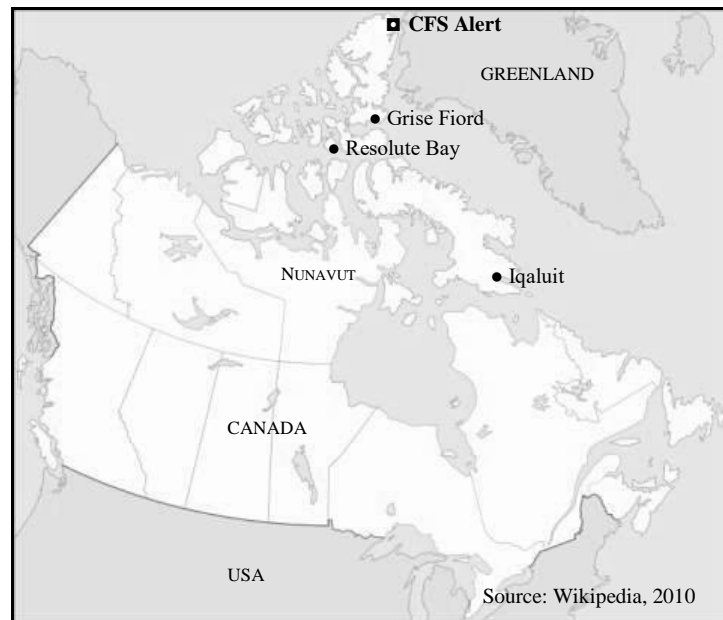 CFS Alert
GREENLAND
Grise Fiord
Resolute Bay
NUNAVUT
Iqaluit
CANADA
USA
Source: Wikipedia, 2010